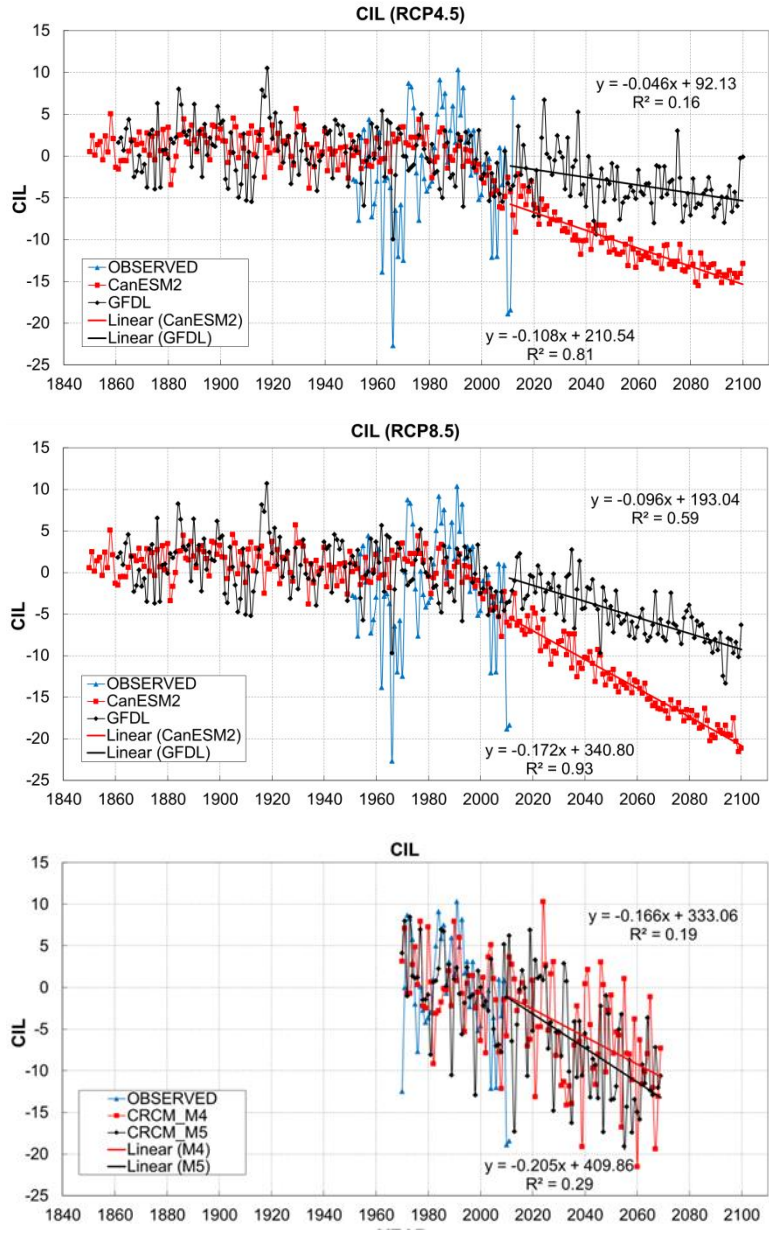 CIL (RCP4.5)
15
10
5
0
-5
-10
-15
-20
-25
CIL
y = -0.046x + 92.13
R² = 0.16
OBSERVED
CanESM2
GFDL
Linear (CanESM2)
Linear (GFDL)
y = -0.108x + 210.54
R² = 0.81
1840 1860 1880 1900 1920 1940 1960 1980 2000 2020 2040 2060 2080 2100
CIL (RCP8.5)
15
10
5
0
-5
-10
-15
-20
-25
CIL
y = -0.096x + 193.04
R² = 0.59
OBSERVED
CanESM2
GFDL
Linear (CanESM2)
Linear (GFDL)
y = -0.172x + 340.80
R² = 0.93
1840 1860 1880 1900 1920 1940 1960 1980 2000 2020 2040 2060 2080 2100
CIL
15
10
5
0
-5
-10
-15
-20
-25
CIL
y = -0.166x + 333.06
R² = 0.19
OBSERVED
CRCM_M4
CRCM_M5
Linear (M4)
Linear (M5)
y = -0.205x + 409.86
R² = 0.29
1840 1860 1880 1900 1920 1940 1960 1980 2000 2020 2040 2060 2080 2100